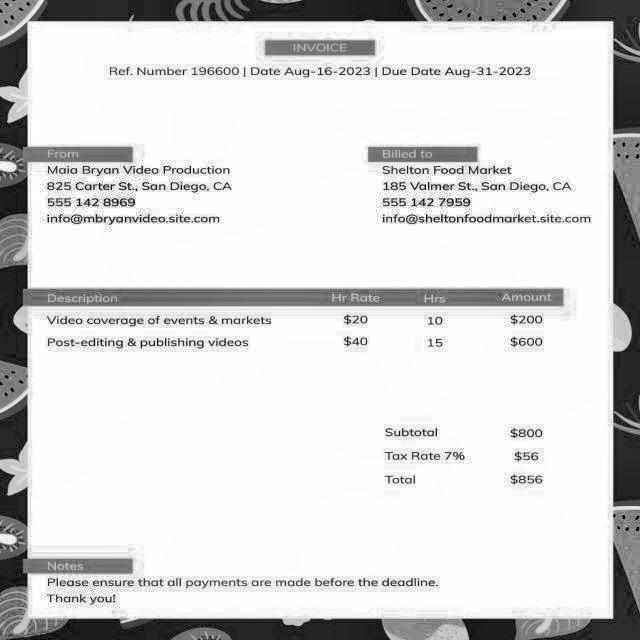 INVOICE
Ref. Number 196600 | Date Aug-16-2023 | Due Date Aug-31-2023
From
Maia Bryan Video Production
825 Carter St., San Diego, CA
555 142 8969
info@mbryanvideo.site.com
Billed to
Shelton Food Market
185 Valmer St., San Diego, CA
555 142 7959
info@sheltonfoodmarket.site.com
Description Hr Rate Hrs Amount
Video coverage of events & markets $20 10 $200
Post-editing & publishing videos $40 15 $600
Subtotal $800
Tax Rate 7% $56
Total $856
Notes
Please ensure that all payments are made before the deadline.
Thank you!